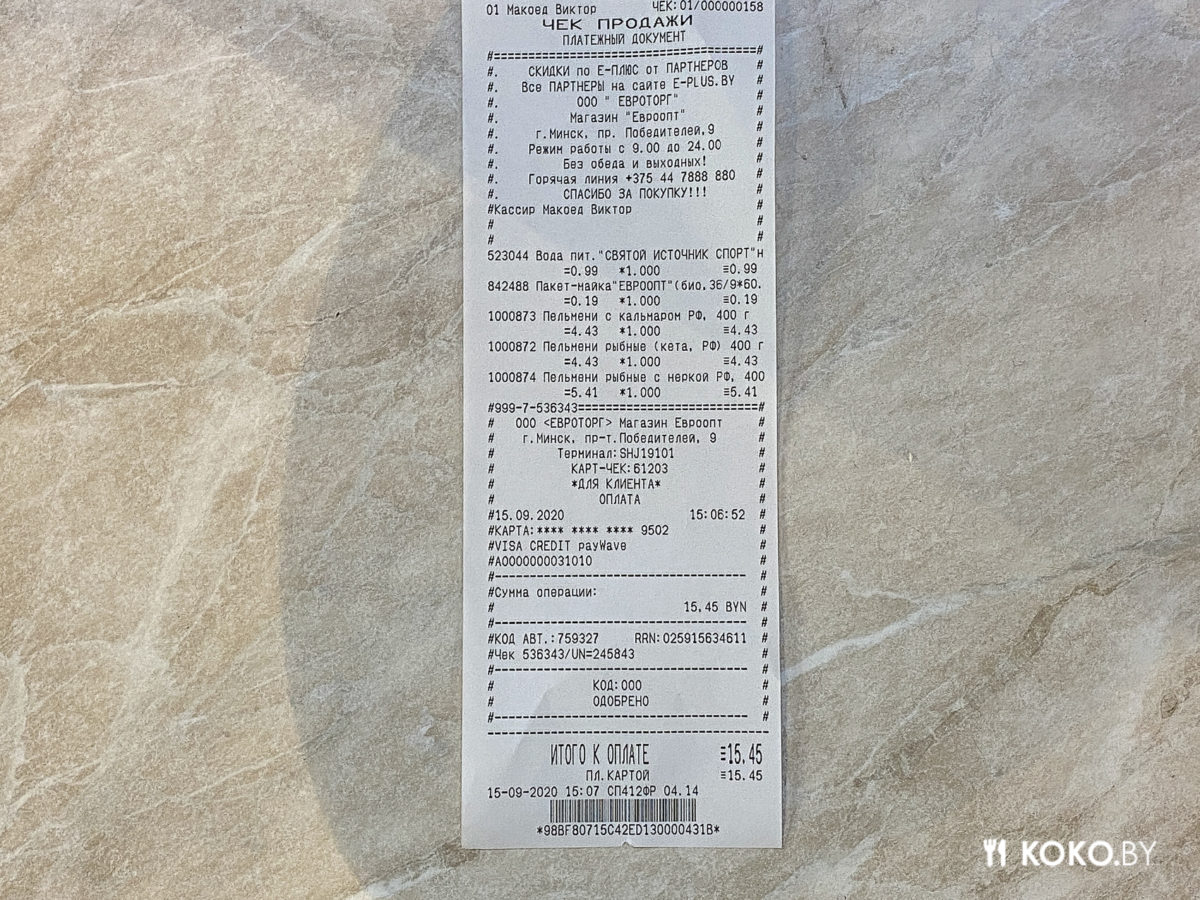 01 Макоед Виктор ЧЕК:01/000000158
ЧЕК ПРОДАЖИ
ПЛАТЕЖНЫЙ ДОКУМЕНТ
#======================================#
#. СКИДКИ по Е-ПЛЮС от ПАРТНЕРОВ #
#. Все ПАРТНЕРЫ на сайте E-PLUS.BY #
#. ООО " ЕВРОТОРГ" #
#. Магазин "Евроопт" #
#. г.Минск, пр. Победителей,9 #
#. Режим работы с 9.00 до 24.00 #
#. Без обеда и выходных! #
#. Горячая линия +375 44 7888 880 #
#. СПАСИБО ЗА ПОКУПКУ!!! #
#Кассир Макоед Виктор #
# #
# #
523044 Вода пит."СВЯТОЙ ИСТОЧНИК СПОРТ"н
=0.99 *1.000 ≡0.99
842488 Пакет-майка"ЕВРООПТ"(био,36/9*60.
=0.19 *1.000 ≡0.19
1000873 Пельмени с кальмаром РФ, 400 г
=4.43 *1.000 ≡4.43
1000872 Пельмени рыбные (кета, РФ) 400 г
=4.43 *1.000 ≡4.43
1000874 Пельмени рыбные с неркой РФ, 400
=5.41 *1.000 ≡5.41
#999-7-536343==========================#
# ООО <ЕВРОТОРГ> Магазин Евроопт #
# г.Минск, пр-т.Победителей, 9 #
# Терминал:SHJ19101 #
# КАРТ-ЧЕК:61203 #
# *ДЛЯ КЛИЕНТА* #
# ОПЛАТА #
#15.09.2020 15:06:52 #
#КАРТА:**** **** **** 9502 #
#VISA CREDIT payWave #
#A0000000031010 #
#------------------------------------ #
#Сумма операции: #
# 15,45 BYN #
#------------------------------------ #
#КОД АВТ.:759327 RRN:025915634611 #
#Чек 536343/UN=245843 #
#------------------------------------ #
# КОД:000 #
# ОДОБРЕНО #
#------------------------------------ #
----------------------------------------
ИТОГО К ОПЛАТЕ ≡15,45
ПЛ.КАРТОЙ ≡15.45
15-09-2020 15:07 СП412ФР 04.14
*98BF80715C42ED130000431B*
KOKO.BY